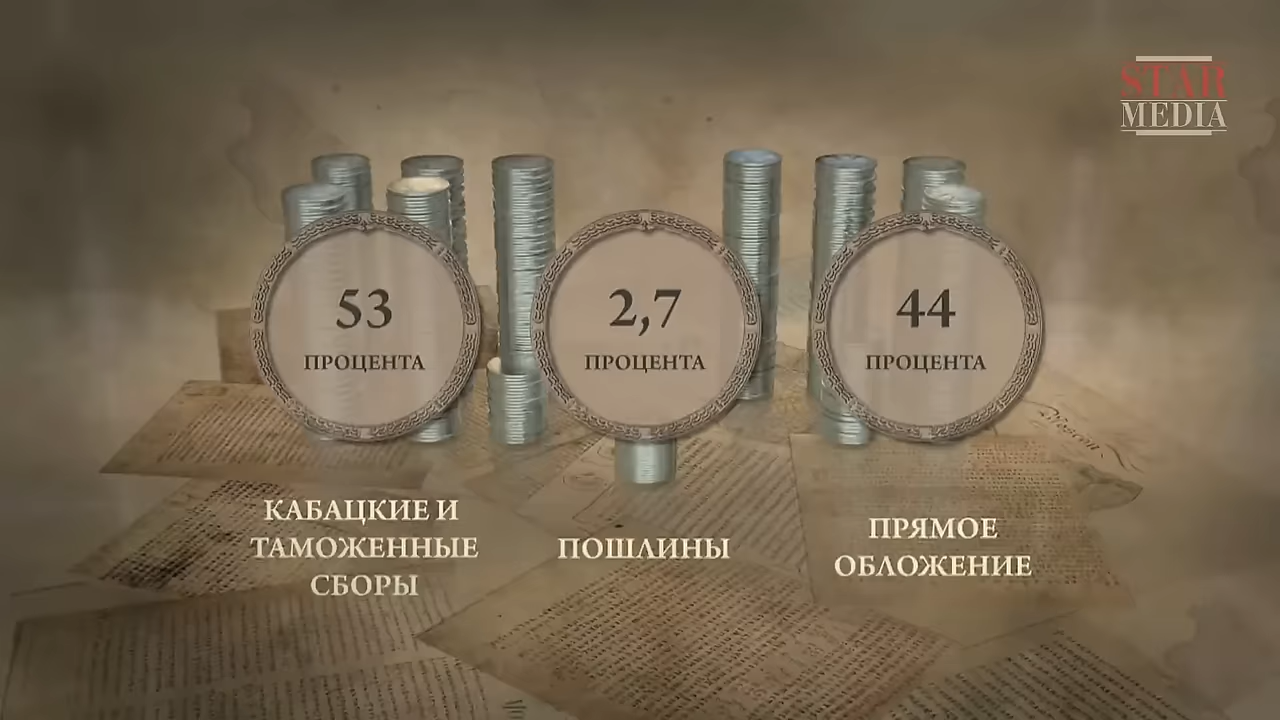 STAR
MEDIA
53
ПРОЦЕНТА
2,7
ПРОЦЕНТА
44
ПРОЦЕНТА
КАБАЦКИЕ И
ТАМОЖЕННЫЕ
СБОРЫ
ПОШЛИНЫ
ПРЯМОЕ
ОБЛОЖЕНИЕ